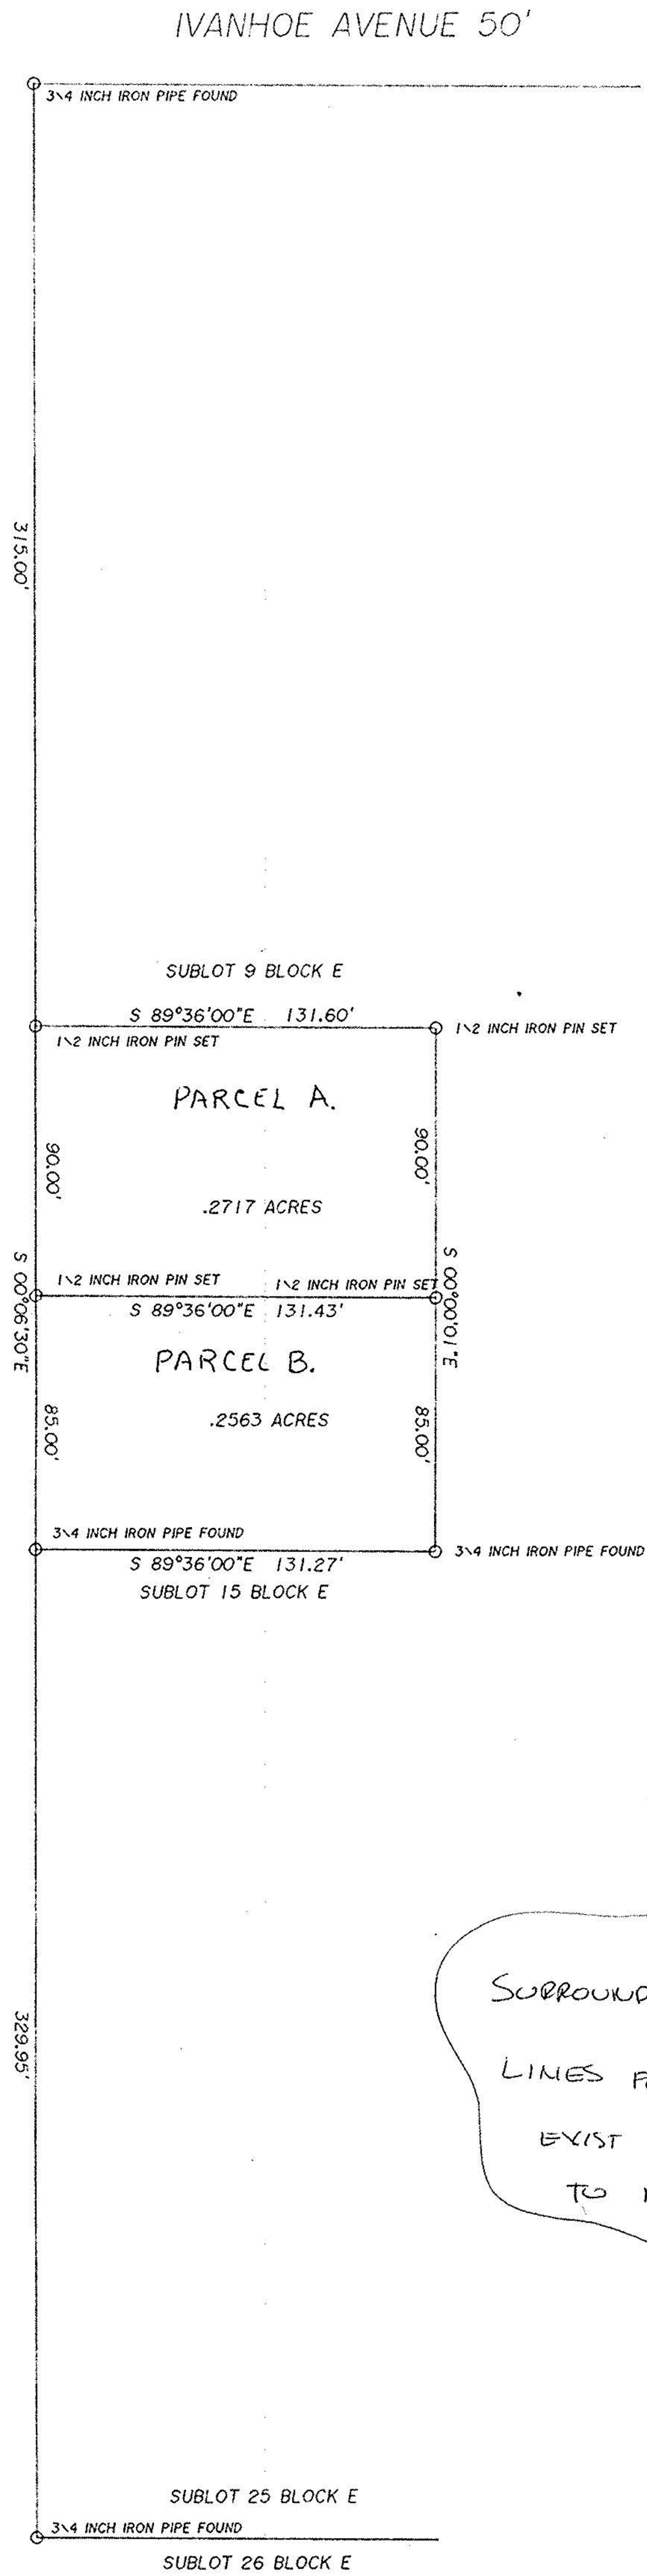 IVANHOE AVENUE 50'
3\4 INCH IRON PIPE FOUND
315.00'
SUBLOT 9 BLOCK E
S 89°36'00"E 131.60'
1\2 INCH IRON PIN SET
1\2 INCH IRON PIN SET
PARCEL A.
90.00'
90.00'
.2717 ACRES
S 00°06'30"E
S 00°00'01"E
1\2 INCH IRON PIN SET
1\2 INCH IRON PIN SET
S 89°36'00"E 131.43'
PARCEL B.
85.00'
85.00'
.2563 ACRES
3\4 INCH IRON PIPE FOUND
3\4 INCH IRON PIPE FOUND
S 89°36'00"E 131.27'
SUBLOT 15 BLOCK E
SURROUND
LINES
EXIST
TO
329.95'
SUBLOT 25 BLOCK E
3\4 INCH IRON PIPE FOUND
SUBLOT 26 BLOCK E